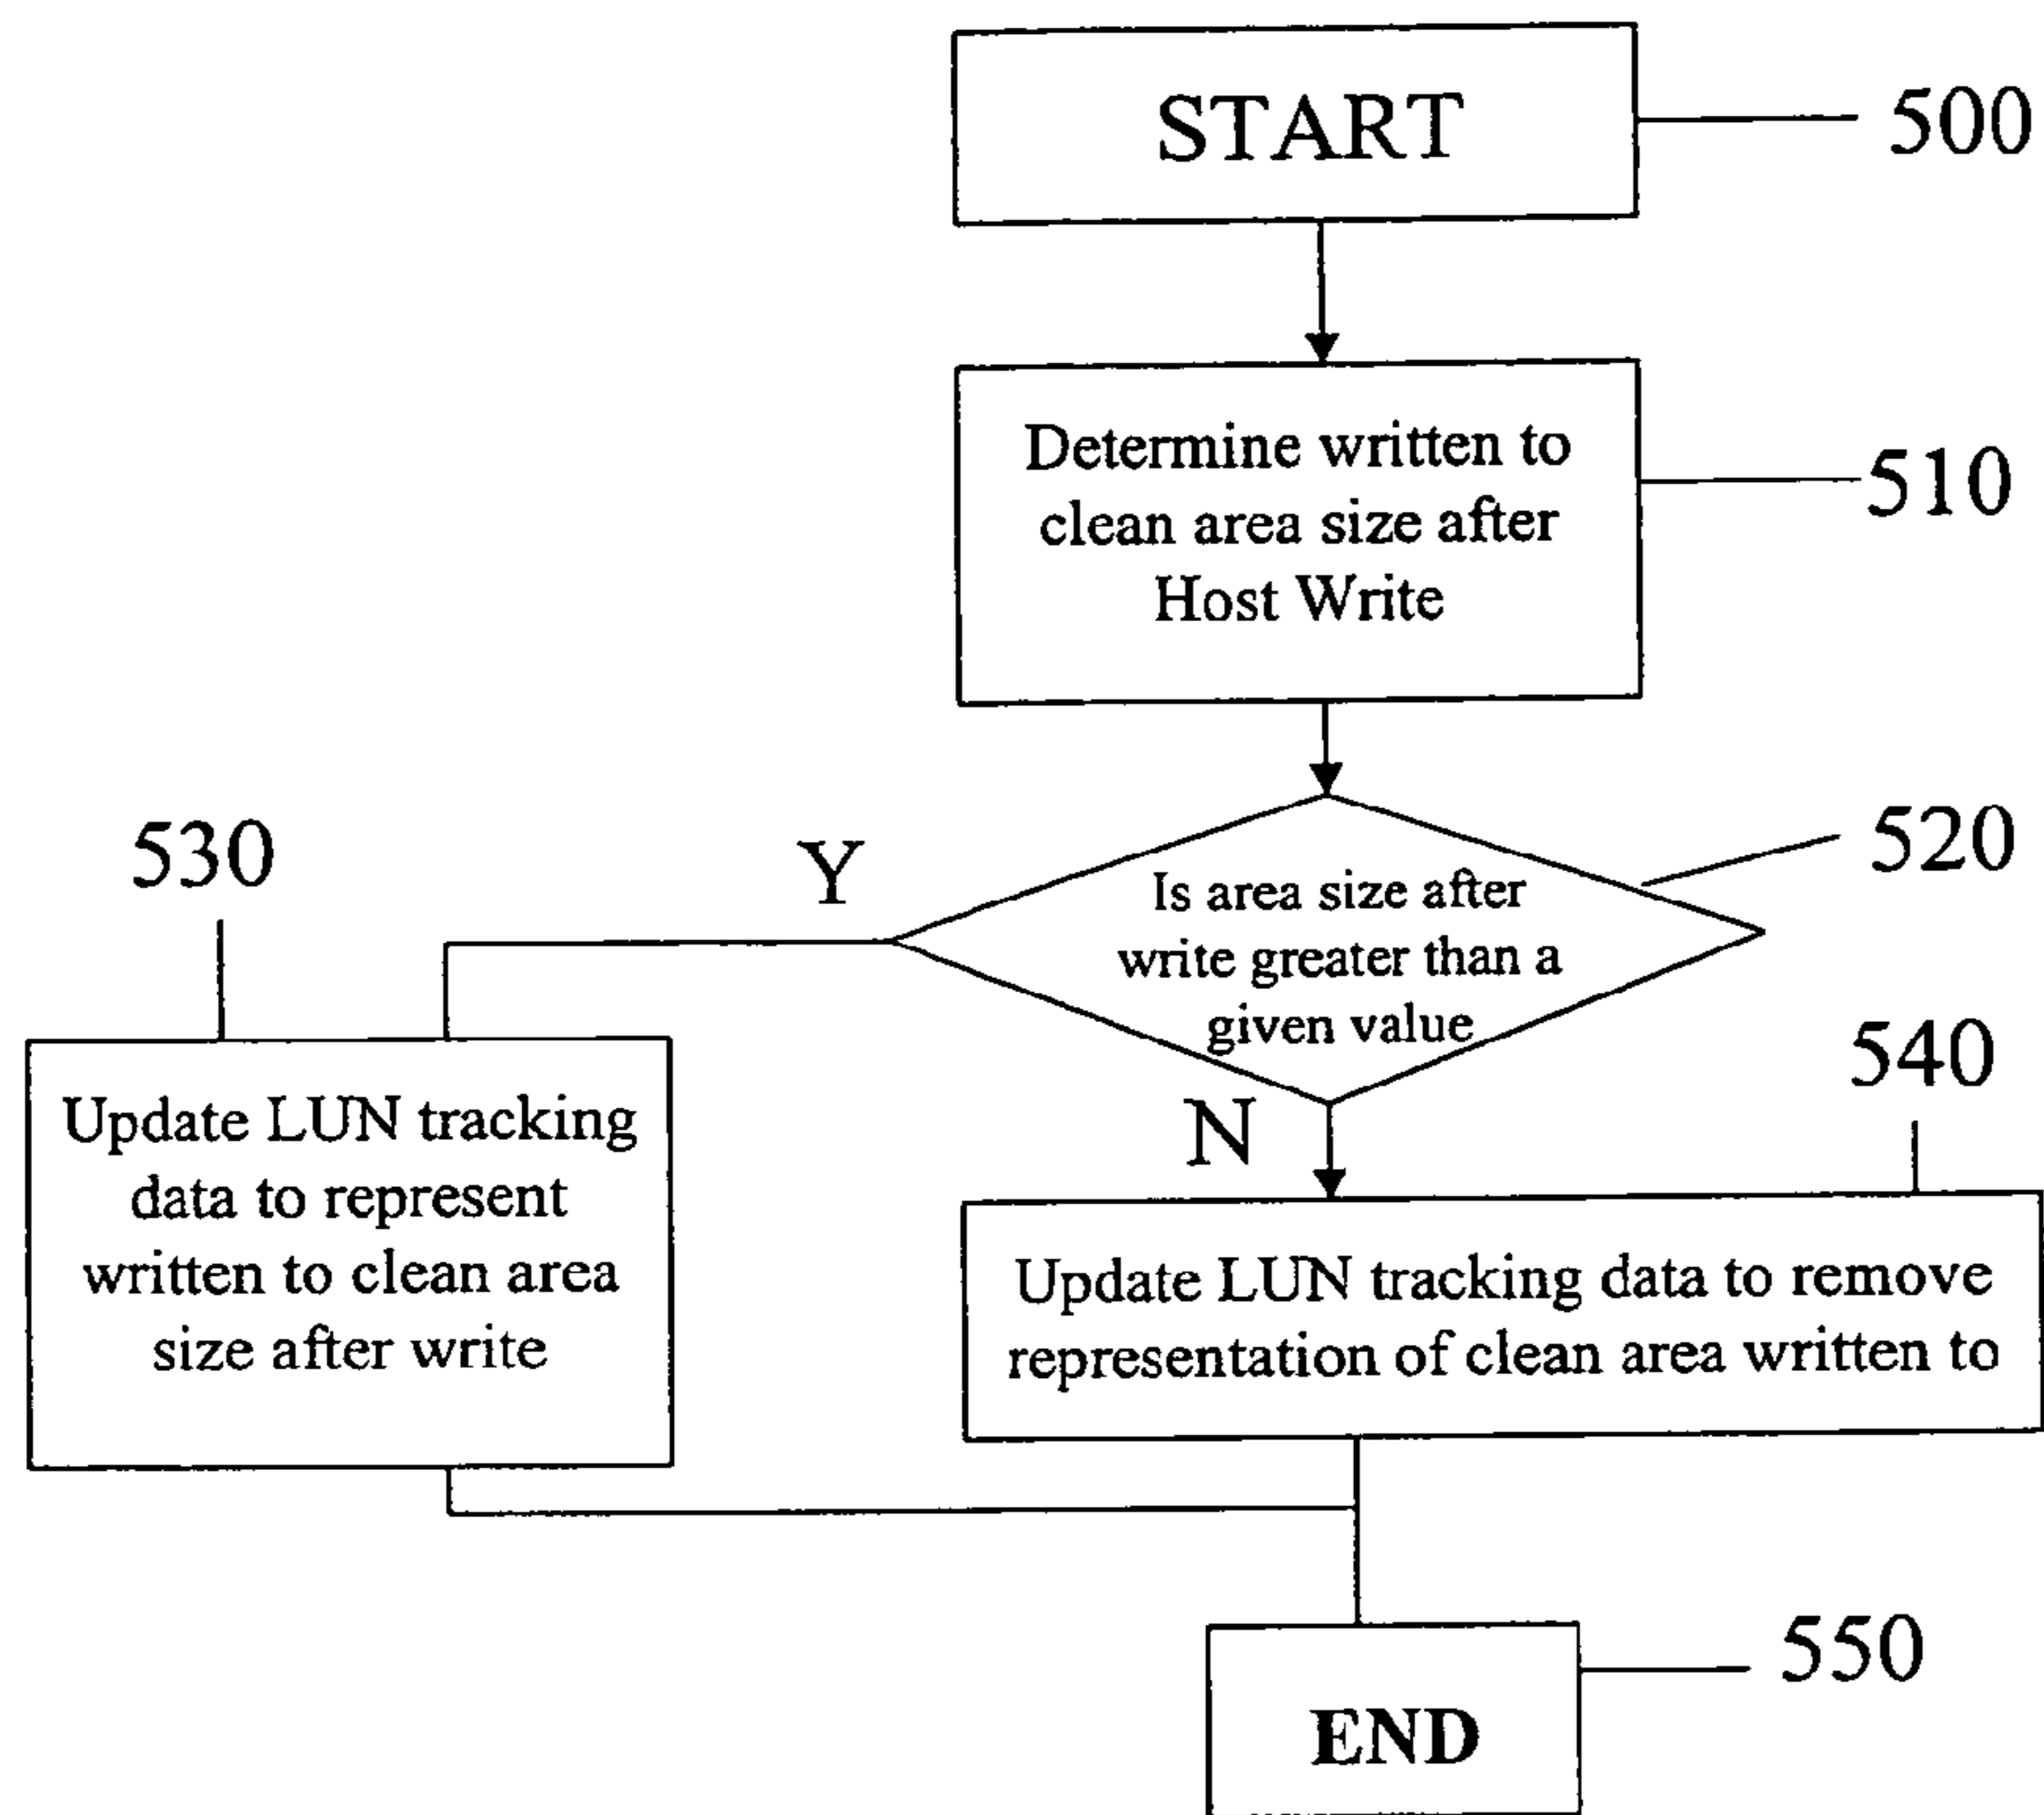 START
500
Determine written to
clean area size after
Host Write
510
520
Is area size after
write greater than a
given value
Y
N
530
Update LUN tracking
data to represent
written to clean area
size after write
540
Update LUN tracking data to remove
representation of clean area written to
550
END